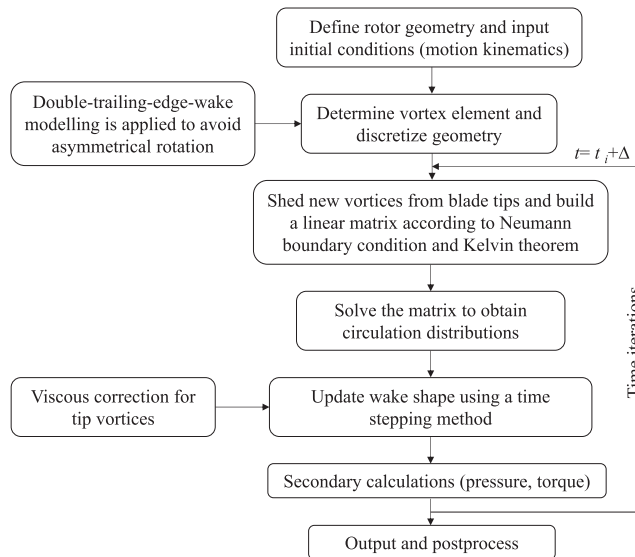 Define rotor geometry and input
initial conditions (motion kinematics)
Double-trailing-edge-wake
modelling is applied to avoid
asymmetrical rotation
Determine vortex element and
discretize geometry
t= t i+Δ
Shed new vortices from blade tips and build
a linear matrix according to Neumann
boundary condition and Kelvin theorem
Solve the matrix to obtain
circulation distributions
Time iterations
Viscous correction for
tip vortices
Update wake shape using a time
stepping method
Secondary calculations (pressure, torque)
Output and postprocess